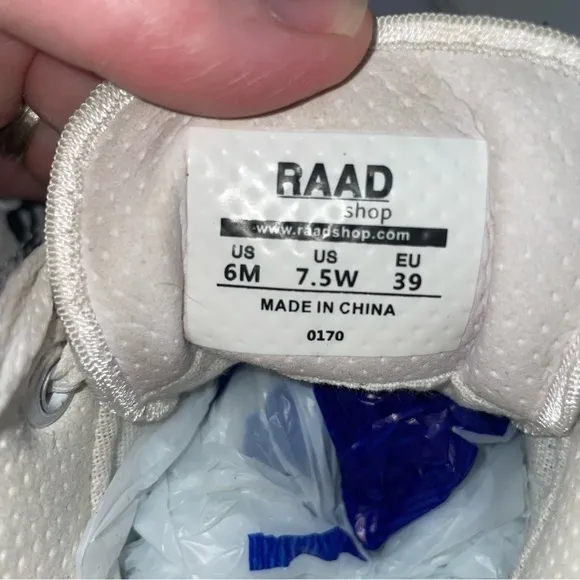 RAAD
shop
www.raadshop.com
US US EU
6M 7.5W 39
MADE IN CHINA
0170